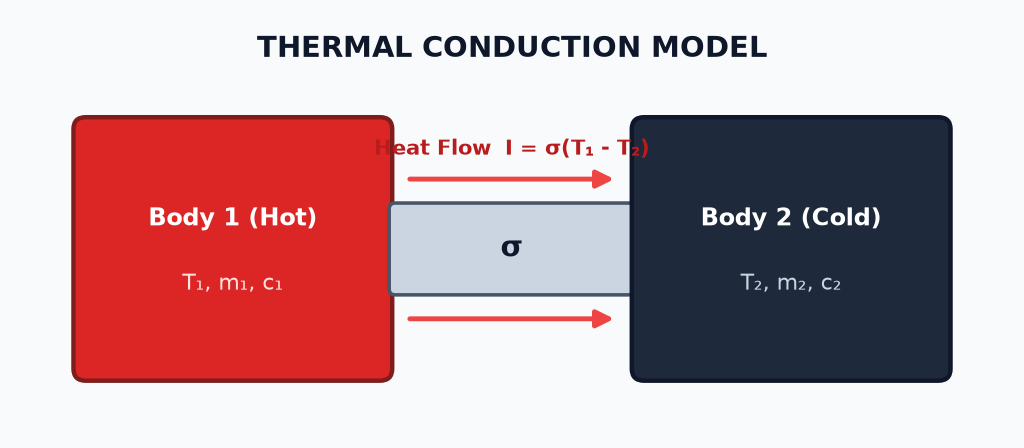 THERMAL CONDUCTION MODEL
Heat Flow  I = σ(T₁ - T₂)
Body 1 (Hot)
T₁, m₁, c₁
σ
Body 2 (Cold)
T₂, m₂, c₂